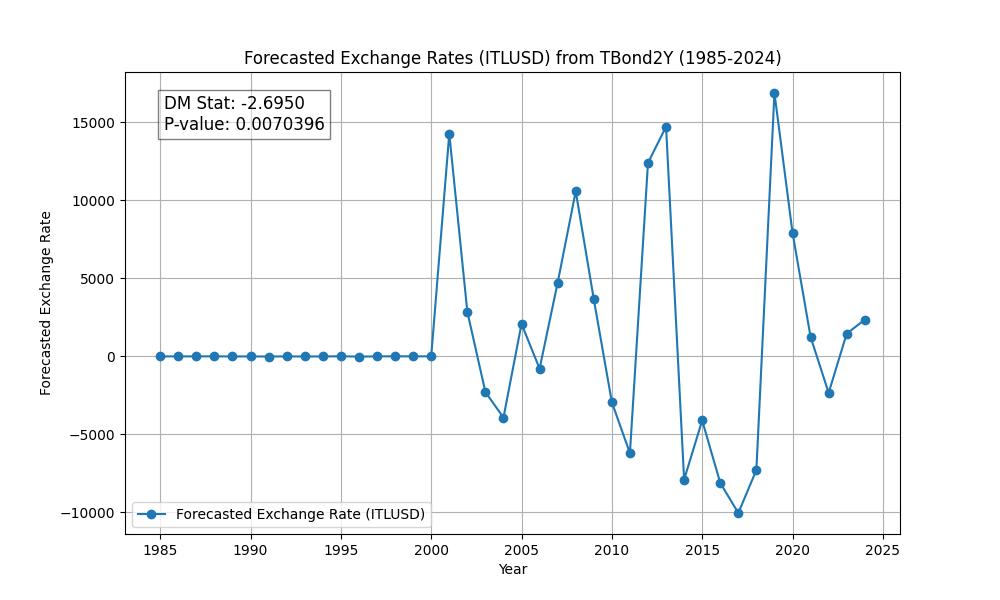 Forecasted Exchange Rates (ITLUSD) from TBond2Y (1985-2024)
DM Stat: -2.6950
P-value: 0.0070396
Forecasted Exchange Rate
15000
10000
5000
0
−5000
−10000
Forecasted Exchange Rate (ITLUSD)
1985 1990 1995 2000 2005 2010 2015 2020 2025
Year